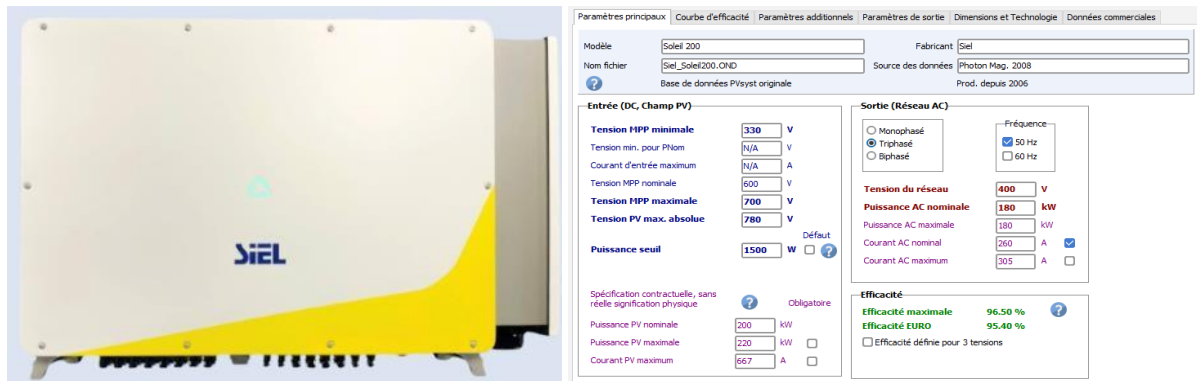 SIEL
Paramètres principaux Courbe d'efficacité Paramètres additionnels Paramètres de sortie Dimensions et Technologie Données commerciales
Modèle Soleil 200 Fabricant Siel
Nom fichier Siel_Soleil200.OND Source des données Photon Mag. 2008
? Base de données PVsyst originale Prod. depuis 2006
Entrée (DC, Champ PV)
Tension MPP minimale 330 V
Tension min. pour PNom N/A V
Courant d'entrée maximum N/A A
Tension MPP nominale 600 V
Tension MPP maximale 700 V
Tension PV max. absolue 780 V
Défaut
Puissance seuil 1500 W ?
Spécification contractuelle, sans
réelle signification physique ? Obligatoire
Puissance PV nominale 200 kW
Puissance PV maximale 220 kW
Courant PV maximum 667 A
Sortie (Réseau AC)
Monophasé
Triphasé
Biphasé
Fréquence
50 Hz
60 Hz
Tension du réseau 400 V
Puissance AC nominale 180 kW
Puissance AC maximale 180 kW
Courant AC nominal 260 A
Courant AC maximum 305 A
Efficacité
Efficacité maximale 96.50 % ?
Efficacité EURO 95.40 %
Efficacité définie pour 3 tensions